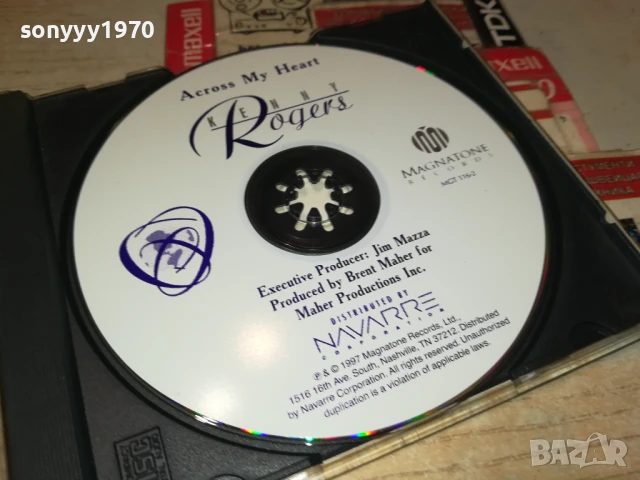 sonyyy1970
maxell
TDK
maxell
Across My Heart
KENNY
Rogers
MAGNATONE
RECORDS
MCT 116-2
Executive Producer: Jim Mazza
Produced by Brent Maher for
Maher Productions Inc.
DISTRIBUTED BY
NAVARRE
CORPORATION
℗ & © 1997 Magnatone Records, Ltd.,
1516 16th Ave. South, Nashville, TN 37212. Distributed
by Navarre Corporation. All rights reserved. Unauthorized
duplication is a violation of applicable laws.
BAZAR